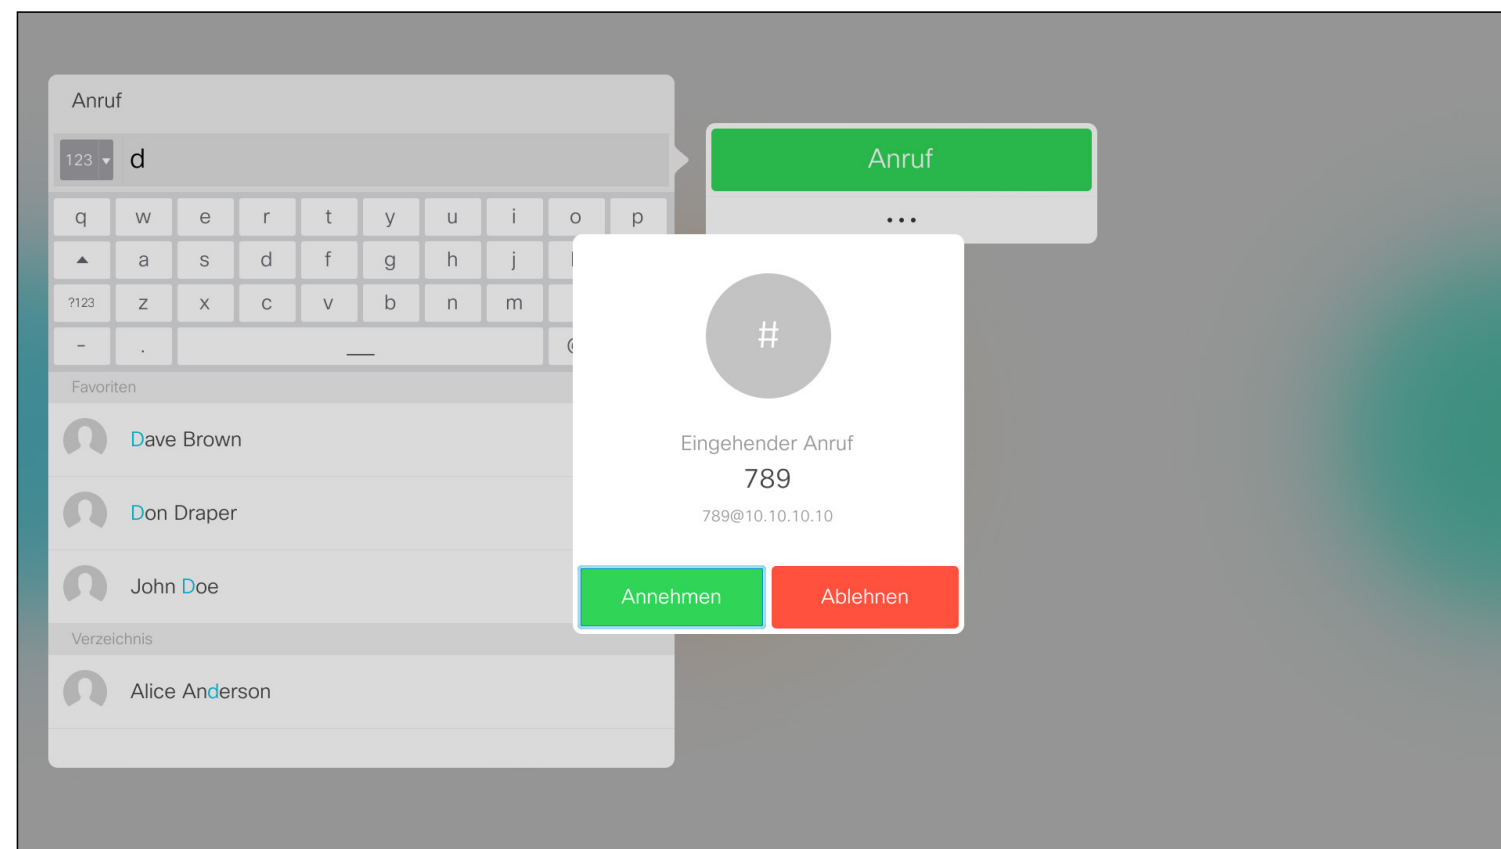 Anruf
123 d
Anruf
...
q w e r t y u i o p
a s d f g h j
?123 z x c v b n m
- .
Favoriten
Dave Brown
Don Draper
John Doe
Verzeichnis
Alice Anderson
#
Eingehender Anruf
789
789@10.10.10.10
Annehmen Ablehnen